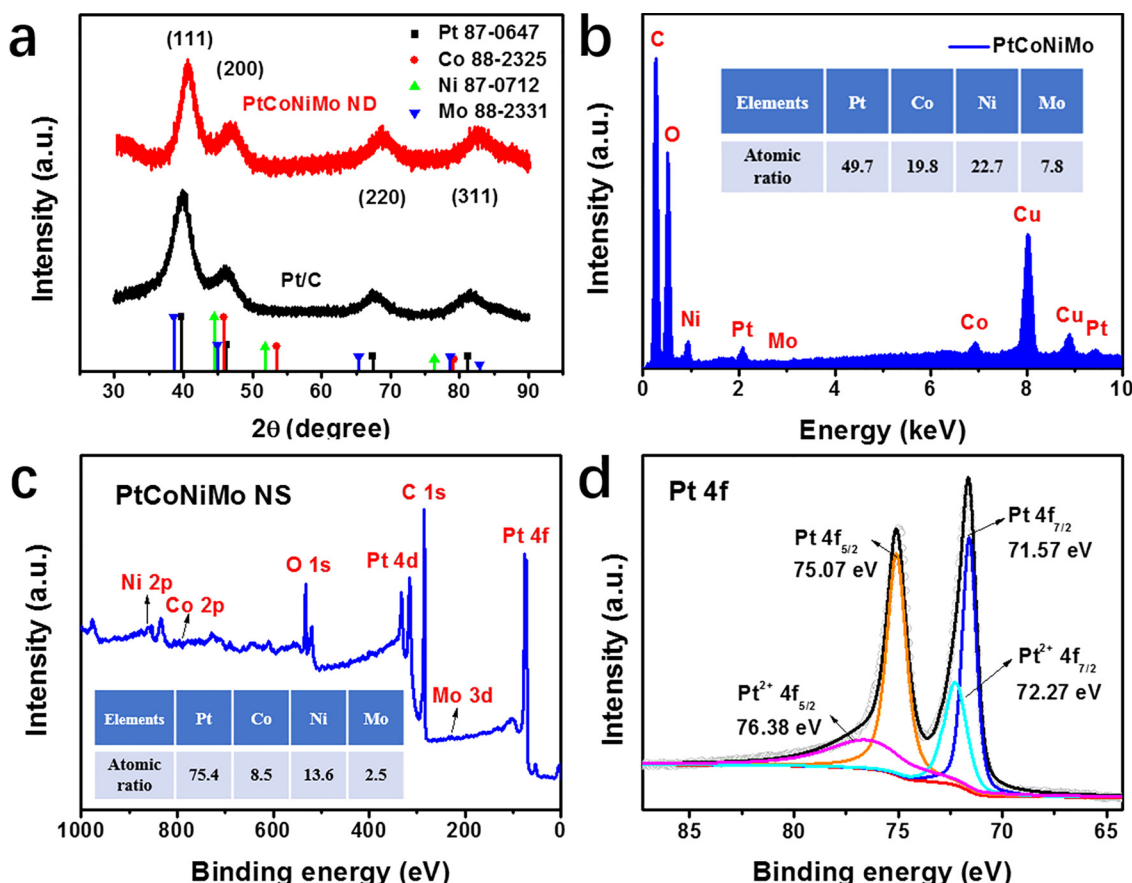 a
(111)
(200)
PtCoNiMo ND
Pt 87-0647
Co 88-2325
Ni 87-0712
Mo 88-2331
(220)
(311)
Pt/C
Intensity (a.u.)
30 40 50 60 70 80 90
2θ (degree)
b
PtCoNiMo
Elements Pt Co Ni Mo
Atomic ratio 49.7 19.8 22.7 7.8
C
O
Ni
Pt
Mo
Co
Cu
Cu
Pt
Intensity (a.u.)
0 2 4 6 8 10
Energy (keV)
c
PtCoNiMo NS
C 1s
Pt 4f
Pt 4d
O 1s
Ni 2p
Co 2p
Mo 3d
Elements Pt Co Ni Mo
Atomic ratio 75.4 8.5 13.6 2.5
Intensity (a.u.)
1000 800 600 400 200 0
Binding energy (eV)
d
Pt 4f
Pt 4f5/2
75.07 eV
Pt 4f7/2
71.57 eV
Pt2+ 4f5/2
76.38 eV
Pt2+ 4f7/2
72.27 eV
Intensity (a.u.)
85 80 75 70 65
Binding energy (eV)